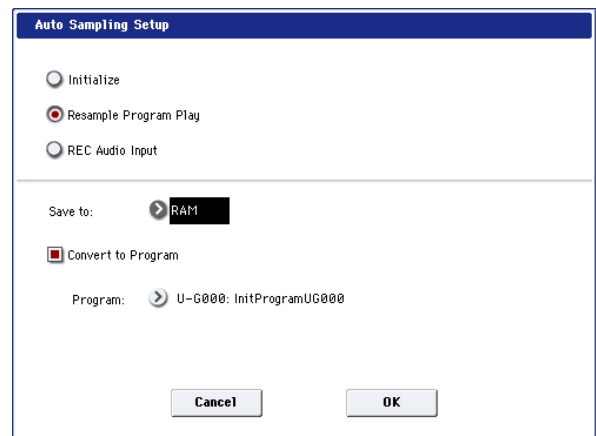 Auto Sampling Setup
Initialize
Resample Program Play
REC Audio Input
Save to: RAM
Convert to Program
Program: U-G000: InitProgramUG000
Cancel OK